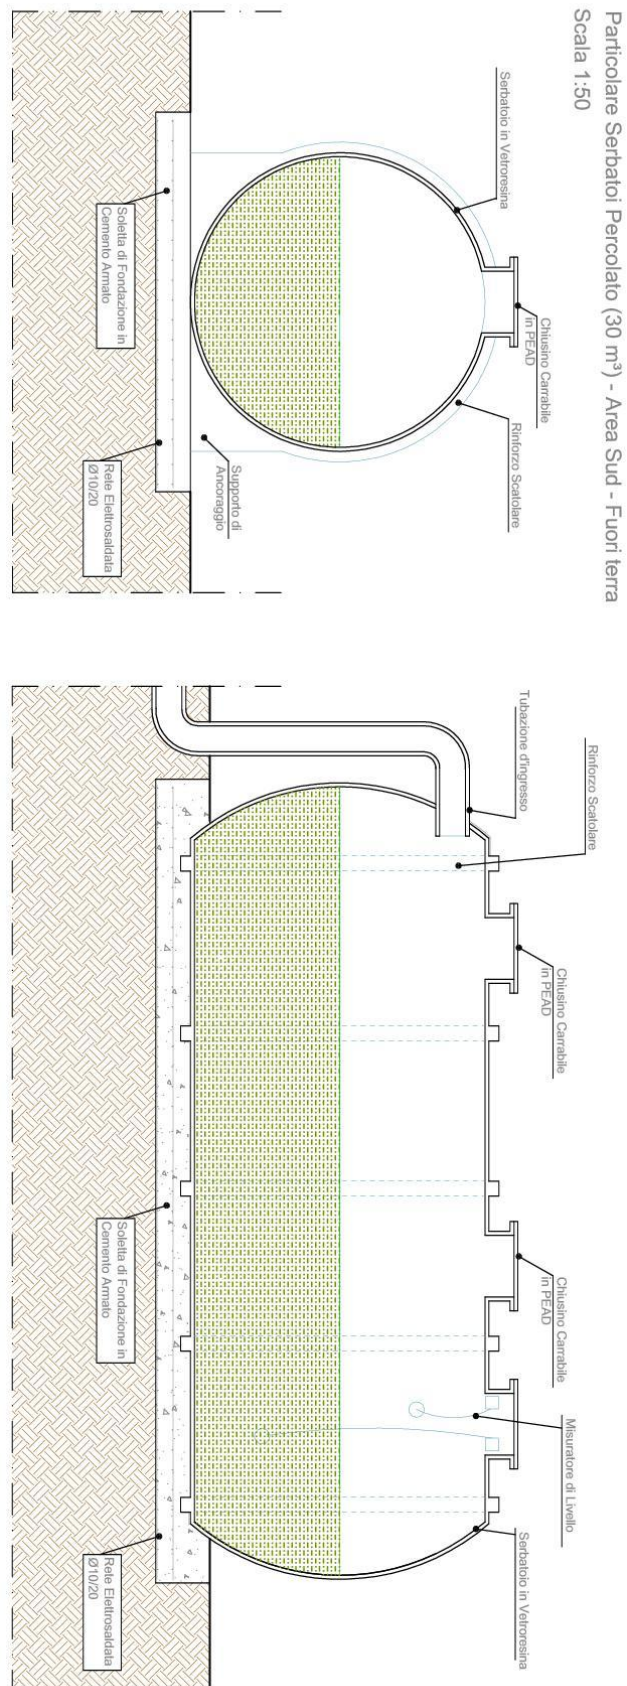 Particolare Serbatoi Percolato (30 m³) - Area Sud - Fuori terra
Scala 1:50
Serbatoio in Vetroresina
Chiusino Carrabile
in PEAD
Rinforzo Scatolare
Supporto di
Ancoraggio
Soletta di Fondazione in
Cemento Armato
Rete Elettrosaldata
Ø10/20
Rinforzo Scatolare
Tubazione d'ingresso
Chiusino Carrabile
in PEAD
Chiusino Carrabile
in PEAD
Misuratore di Livello
Serbatoio in Vetroresina
Soletta di Fondazione in
Cemento Armato
Rete Elettrosaldata
Ø10/20